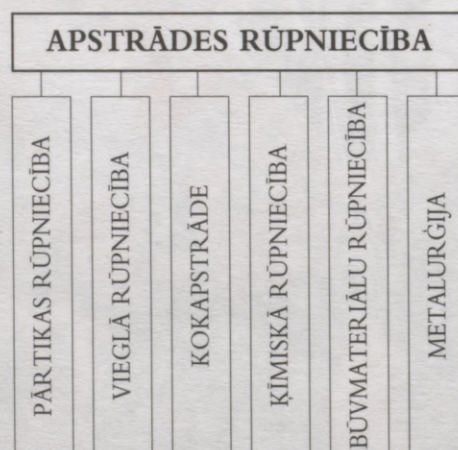 APSTRĀDES RŪPNIECĪBA
PĀRTIKAS RŪPNIECĪBA
VIEGLĀ RŪPNIECĪBA
KOKAPSTRĀDE
ĶĪMISKĀ RŪPNIECĪBA
BŪVMATERIĀLU RŪPNIECĪBA
METALURĢIJA